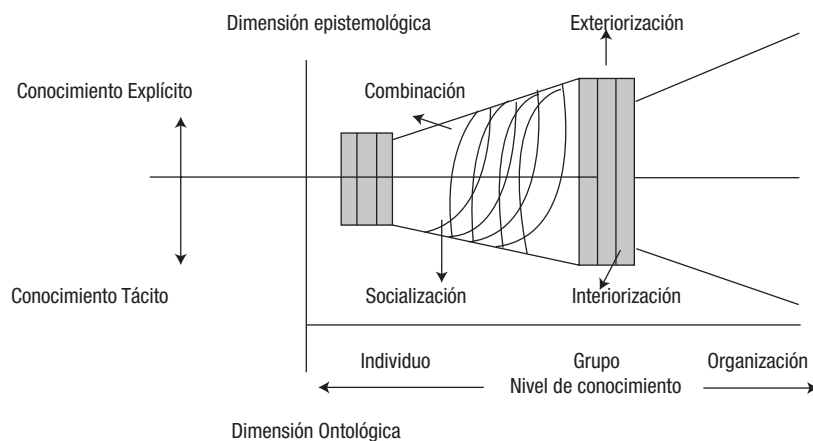 Dimensión epistemológica
Exteriorización
Conocimiento Explícito
Combinación
Conocimiento Tácito
Socialización
Interiorización
Individuo
Grupo
Organización
Nivel de conocimiento
Dimensión Ontológica